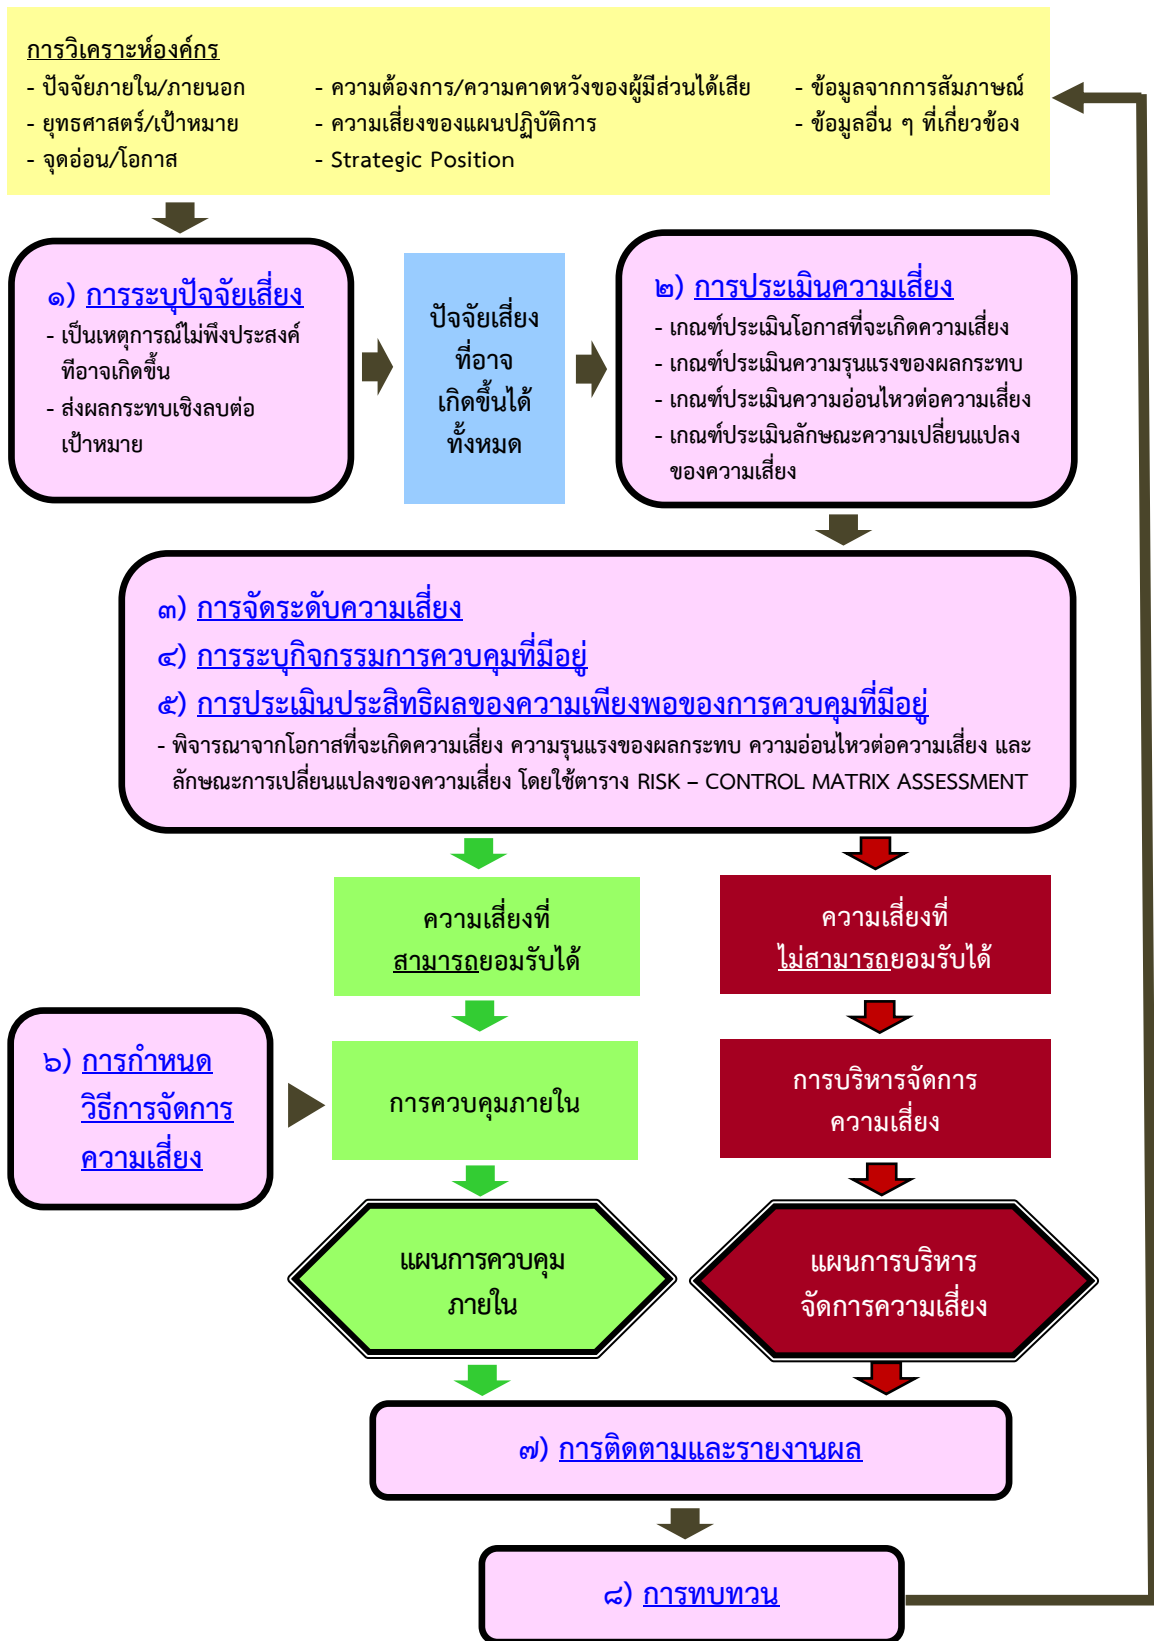 การวิเคราะห์องค์กร
- ปัจจัยภายใน/ภายนอก - ความต้องการ/ความคาดหวังของผู้มีส่วนได้เสีย - ข้อมูลจากการสัมภาษณ์
- ยุทธศาสตร์/เป้าหมาย - ความเสี่ยงของแผนปฏิบัติการ - ข้อมูลอื่น ๆ ที่เกี่ยวข้อง
- จุดอ่อน/โอกาส - Strategic Position
๑) การระบุปัจจัยเสี่ยง
- เป็นเหตุการณ์ไม่พึงประสงค์
ทีอาจเกิดขึ้น
- ส่งผลกระทบเชิงลบต่อ
เป้าหมาย
ปัจจัยเสี่ยง
ที่อาจ
เกิดขึ้นได้
ทั้งหมด
๒) การประเมินความเสี่ยง
- เกณฑ์ประเมินโอกาสที่จะเกิดความเสี่ยง
- เกณฑ์ประเมินความรุนแรงของผลกระทบ
- เกณฑ์ประเมินความอ่อนไหวต่อความเสี่ยง
- เกณฑ์ประเมินลักษณะความเปลี่ยนแปลง
ของความเสี่ยง
๓) การจัดระดับความเสี่ยง
๔) การระบุกิจกรรมการควบคุมที่มีอยู่
๕) การประเมินประสิทธิผลของความเพียงพอของการควบคุมที่มีอยู่
- พิจารณาจากโอกาสที่จะเกิดความเสี่ยง ความรุนแรงของผลกระทบ ความอ่อนไหวต่อความเสี่ยง และ
ลักษณะการเปลี่ยนแปลงของความเสี่ยง โดยใช้ตาราง RISK – CONTROL MATRIX ASSESSMENT
ความเสี่ยงที่
สามารถยอมรับได้
ความเสี่ยงที่
ไม่สามารถยอมรับได้
๖) การกำหนด
วิธีการจัดการ
ความเสี่ยง
การควบคุมภายใน
การบริหารจัดการ
ความเสี่ยง
แผนการควบคุม
ภายใน
แผนการบริหาร
จัดการความเสี่ยง
๗) การติดตามและรายงานผล
๘) การทบทวน